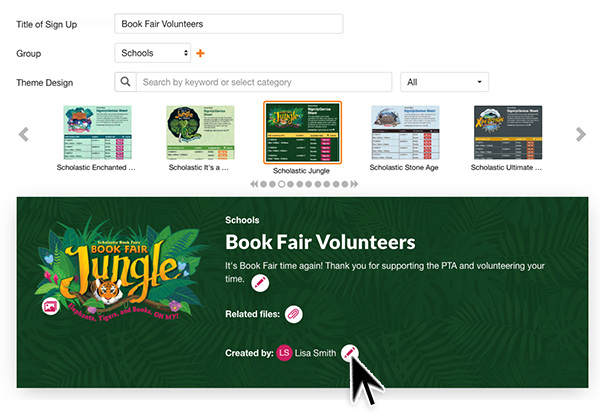 Title of Sign Up
Book Fair Volunteers
Group
Schools
Theme Design
Search by keyword or select category
All
Scholastic Enchanted ...
Scholastic It's a ...
Scholastic Jungle
Scholastic Stone Age
Scholastic Ultimate ...
Schools
Book Fair Volunteers
It's Book Fair time again! Thank you for supporting the PTA and volunteering your
time.
Related files:
Created by: LS Lisa Smith
Scholastic Book Fairs
BOOK FAIR
Jungle
Elephants, Tigers, and Books, OH MY!